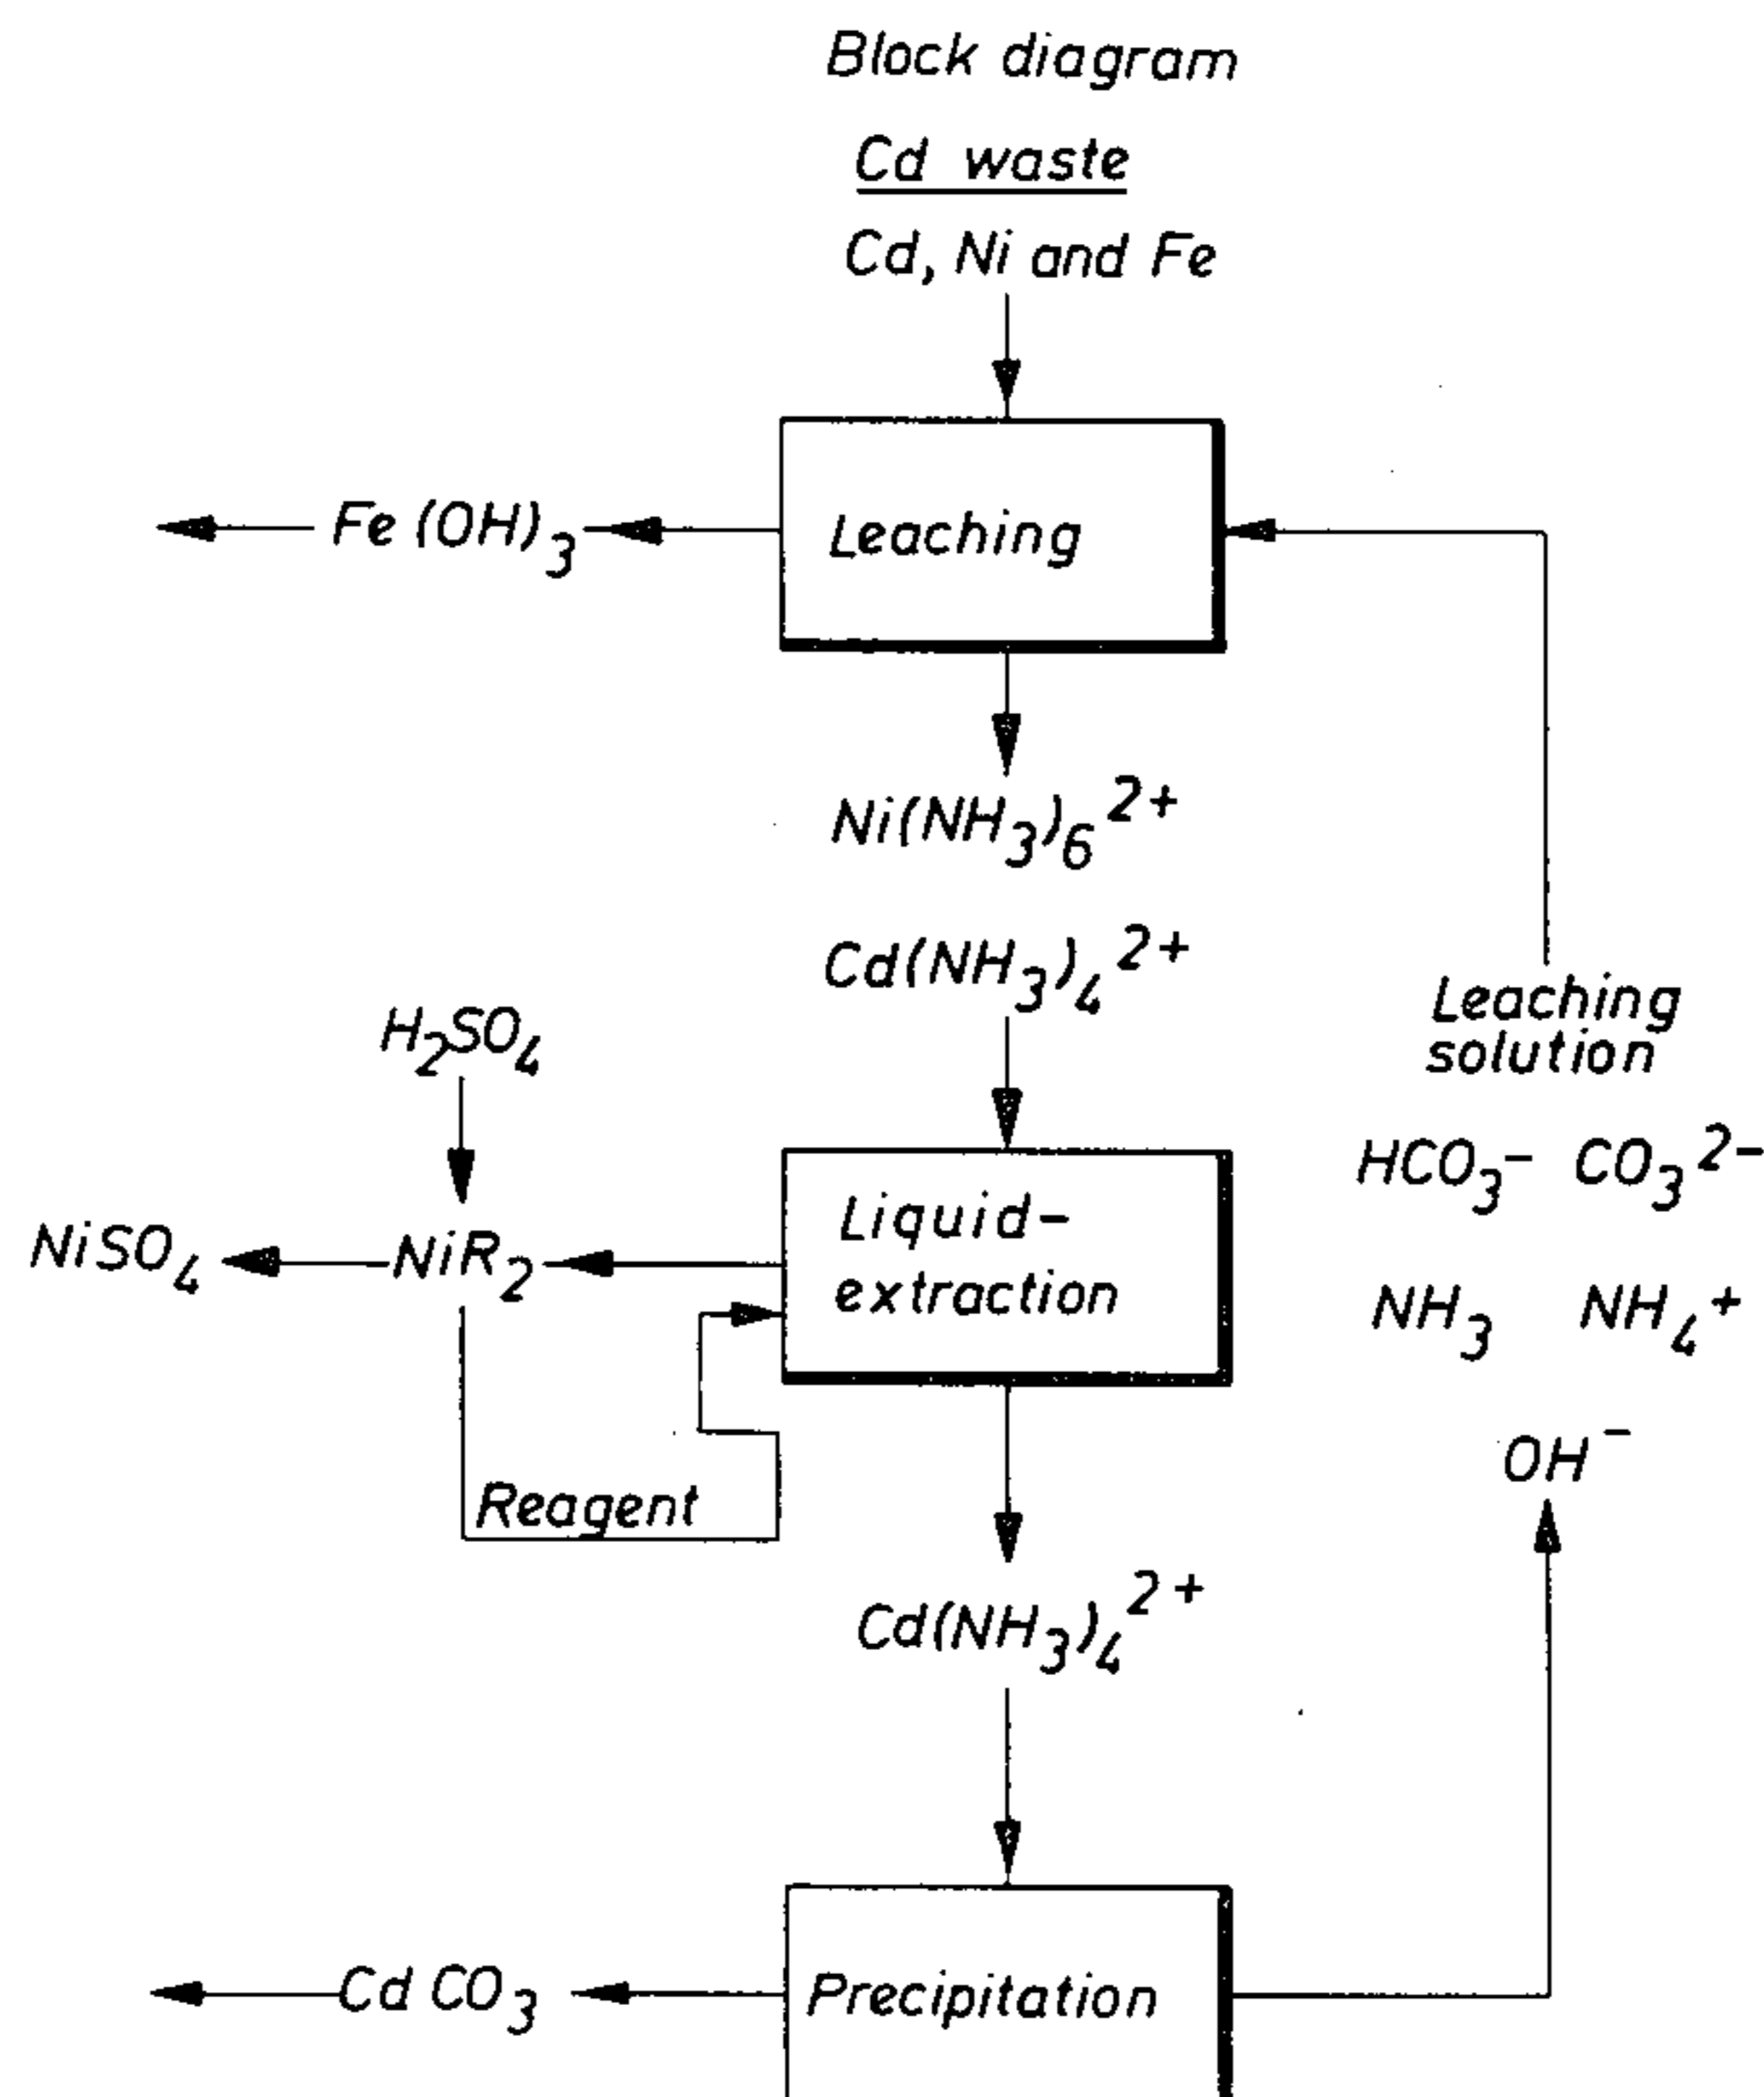 Block diagram
Cd waste
Cd, Ni and Fe
Fe (OH)3
Leaching
Ni(NH3)6 2+
Cd(NH3)4 2+
H2SO4
Leaching
solution
HCO3- CO3 2-
NiSO4
NiR2
Liquid-
extraction
NH3 NH4+
OH-
Reagent
Cd(NH3)4 2+
Cd CO3
Precipitation